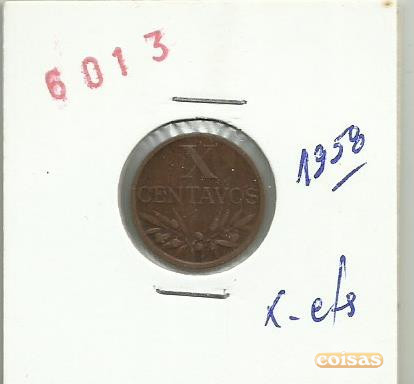 6013
1958
X
CENTAVOS
X-cts
coisas